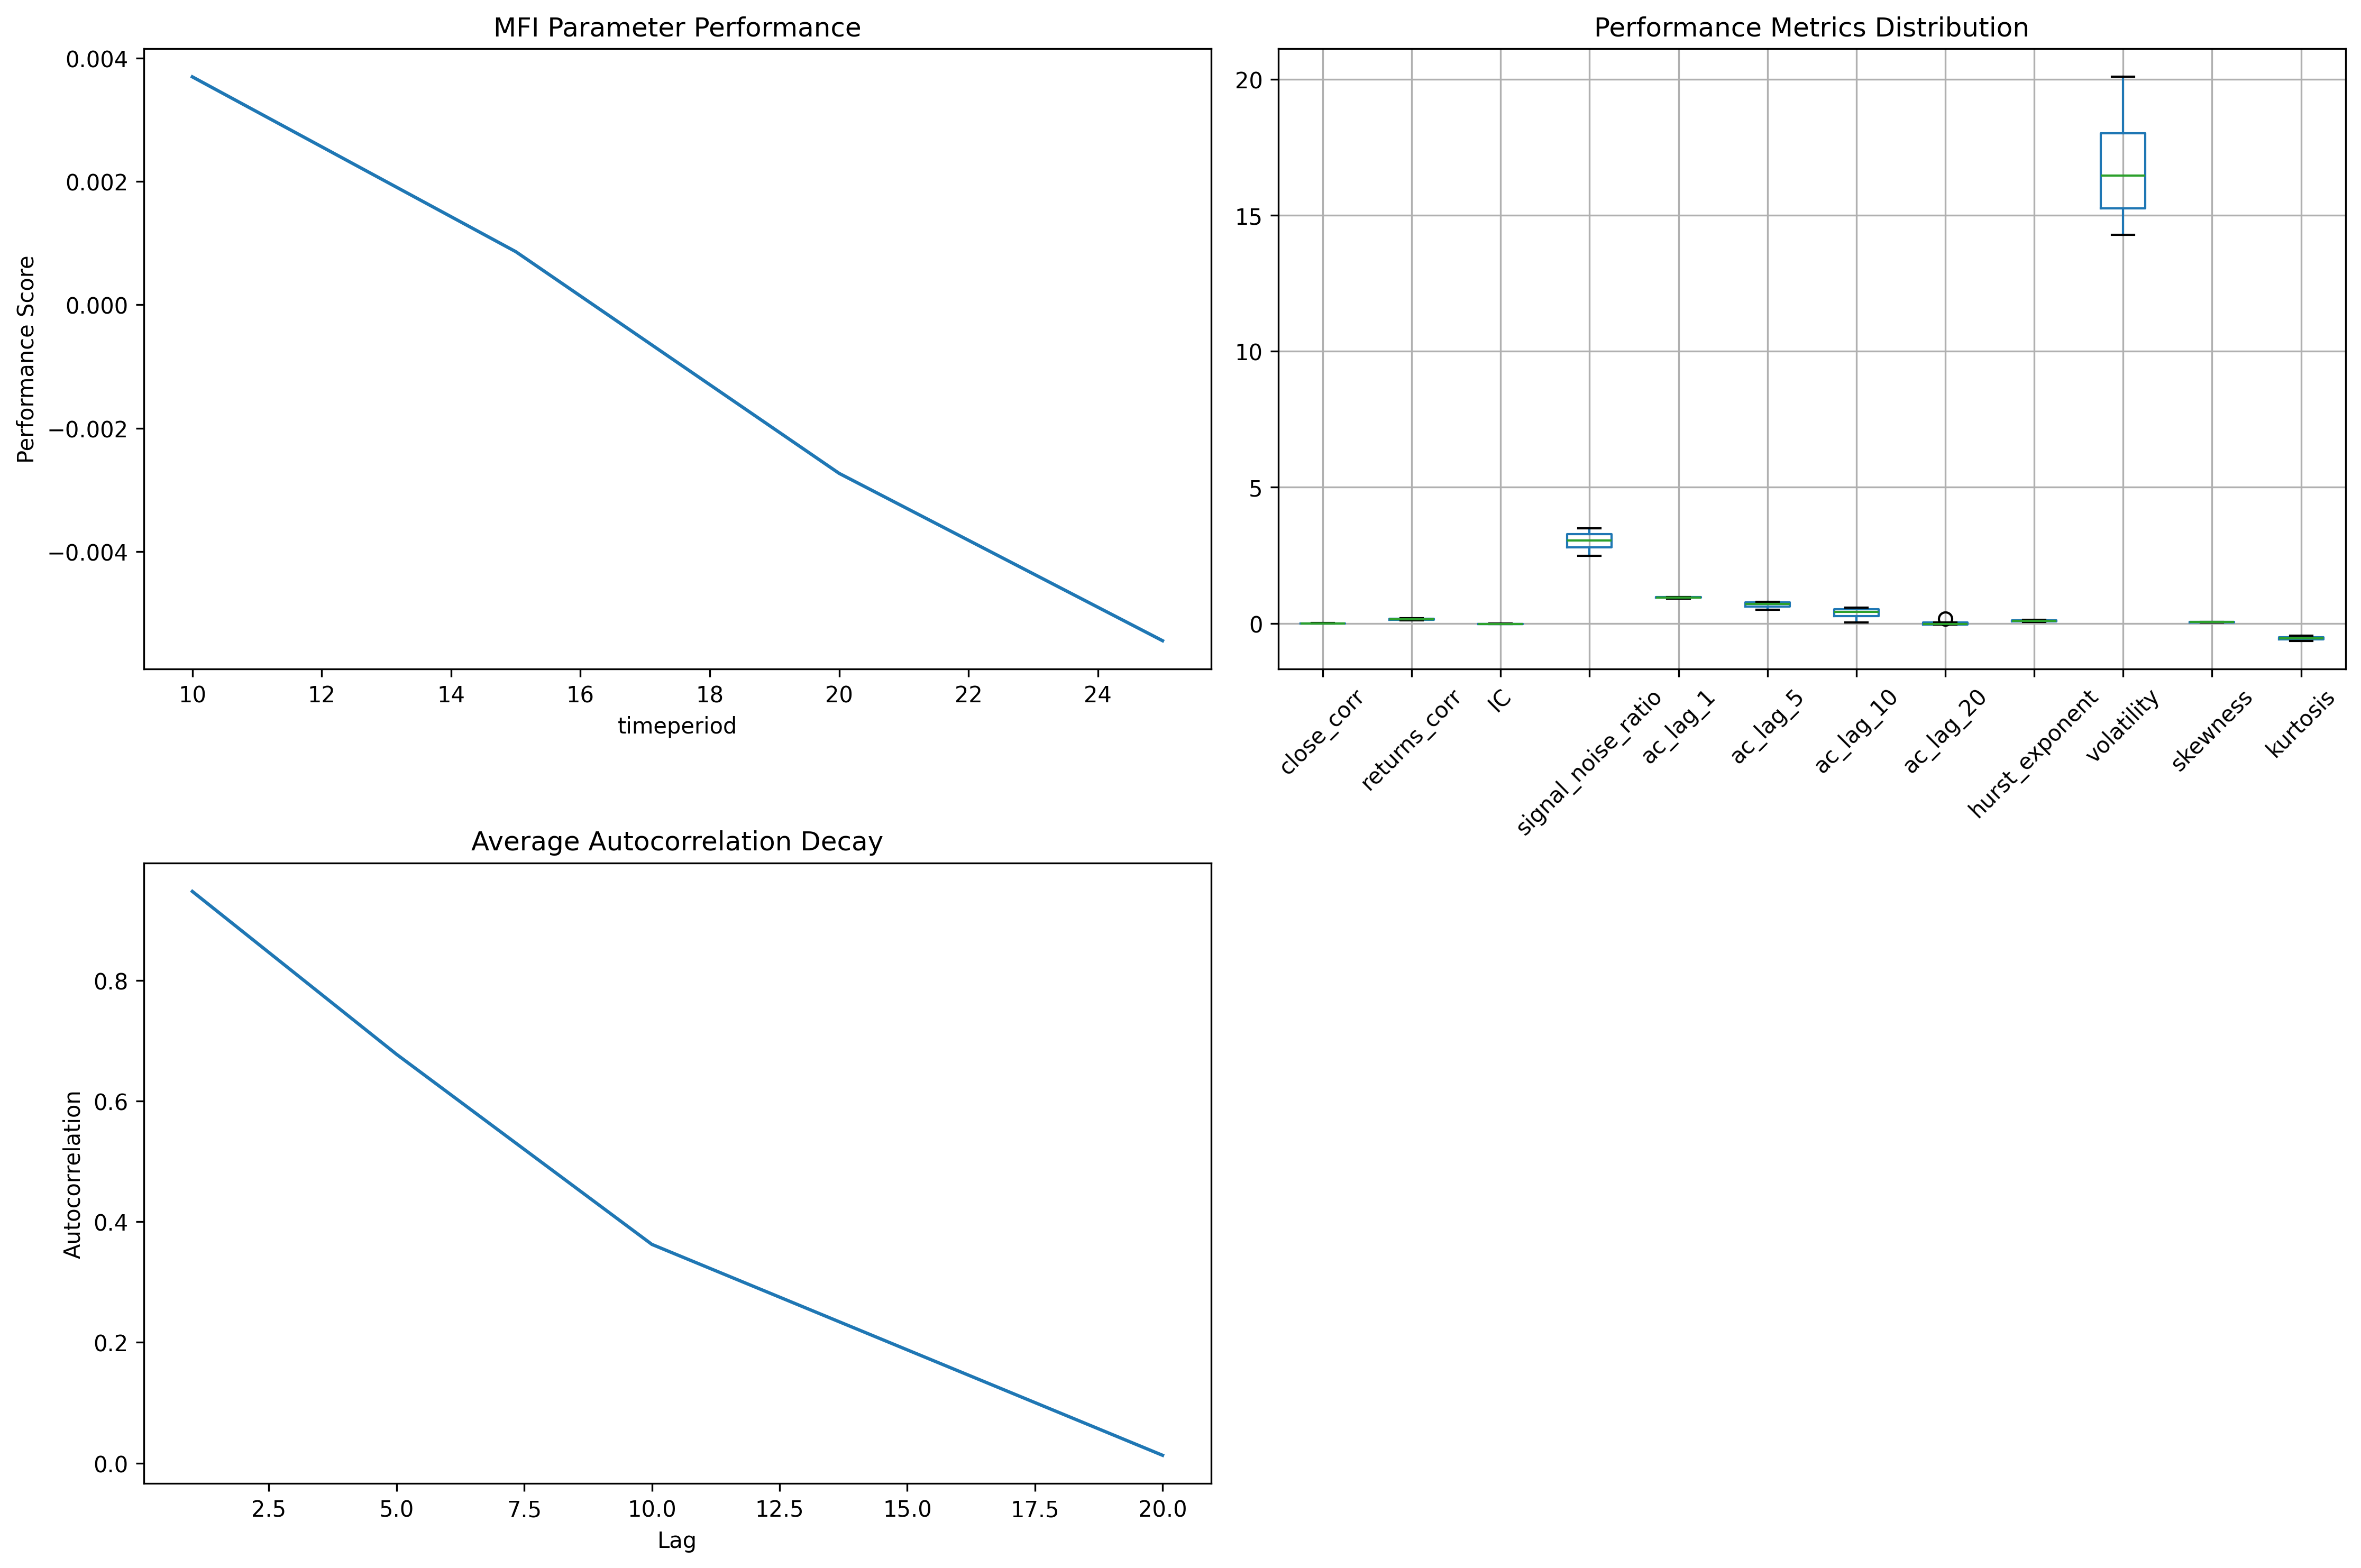 MFI Parameter Performance
0.004
0.002
0.000
−0.002
−0.004
Performance Score
10 12 14 16 18 20 22 24
timeperiod
Performance Metrics Distribution
20
15
10
5
0
close_corr
returns_corr
IC
signal_noise_ratio
ac_lag_1
ac_lag_5
ac_lag_10
ac_lag_20
hurst_exponent
volatility
skewness
kurtosis
Average Autocorrelation Decay
0.8
0.6
0.4
0.2
0.0
Autocorrelation
2.5 5.0 7.5 10.0 12.5 15.0 17.5 20.0
Lag